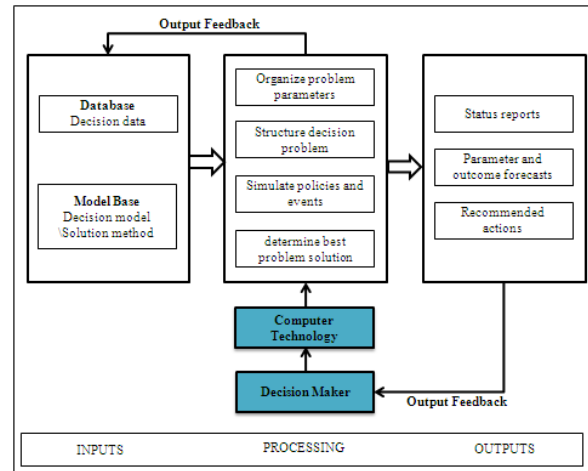 Output Feedback
Database
Decision data
Model Base
Decision model
\Solution method
Organize problem
parameters
Structure decision
problem
Simulate policies and
events
determine best
problem solution
Status reports
Parameter and
outcome forecasts
Recommended
actions
Computer
Technology
Decision Maker
Output Feedback
INPUTS
PROCESSING
OUTPUTS